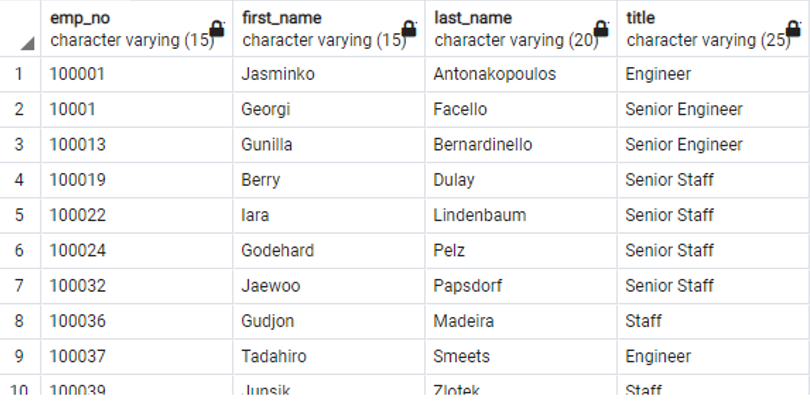 emp_no first_name last_name title
character varying (15) character varying (15) character varying (20) character varying (25)
1 100001 Jasminko Antonakopoulos Engineer
2 10001 Georgi Facello Senior Engineer
3 100013 Gunilla Bernardinello Senior Engineer
4 100019 Berry Dulay Senior Staff
5 100022 Iara Lindenbaum Senior Staff
6 100024 Godehard Pelz Senior Staff
7 100032 Jaewoo Papsdorf Senior Staff
8 100036 Gudjon Madeira Staff
9 100037 Tadahiro Smeets Engineer
10 100039 Junsik Zlotek Staff